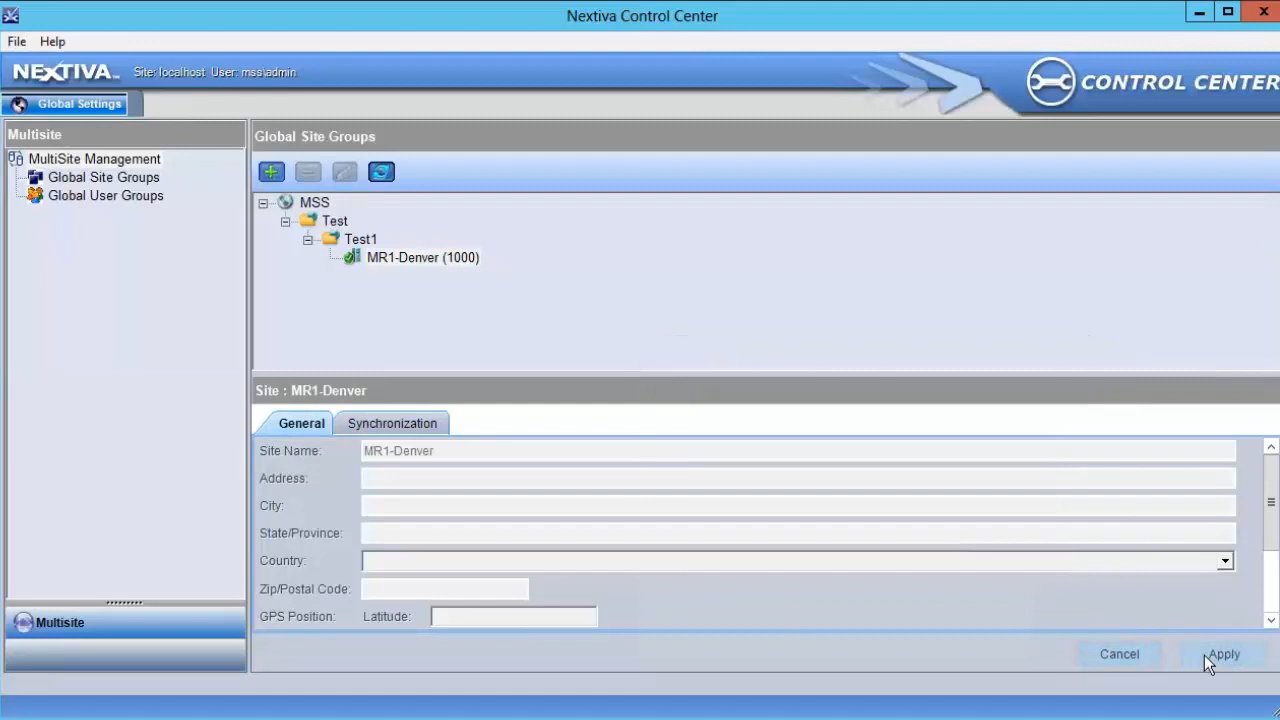 Nextiva Control Center
File Help
NEXTIVA Site: localhost User: mss\admin
CONTROL CENTER
Global Settings
Multisite
MultiSite Management
Global Site Groups
Global User Groups
Multisite
Global Site Groups
MSS
Test
Test1
MR1-Denver (1000)
Site : MR1-Denver
General Synchronization
Site Name: MR1-Denver
Address:
City:
State/Province:
Country:
Zip/Postal Code:
GPS Position: Latitude:
Cancel Apply